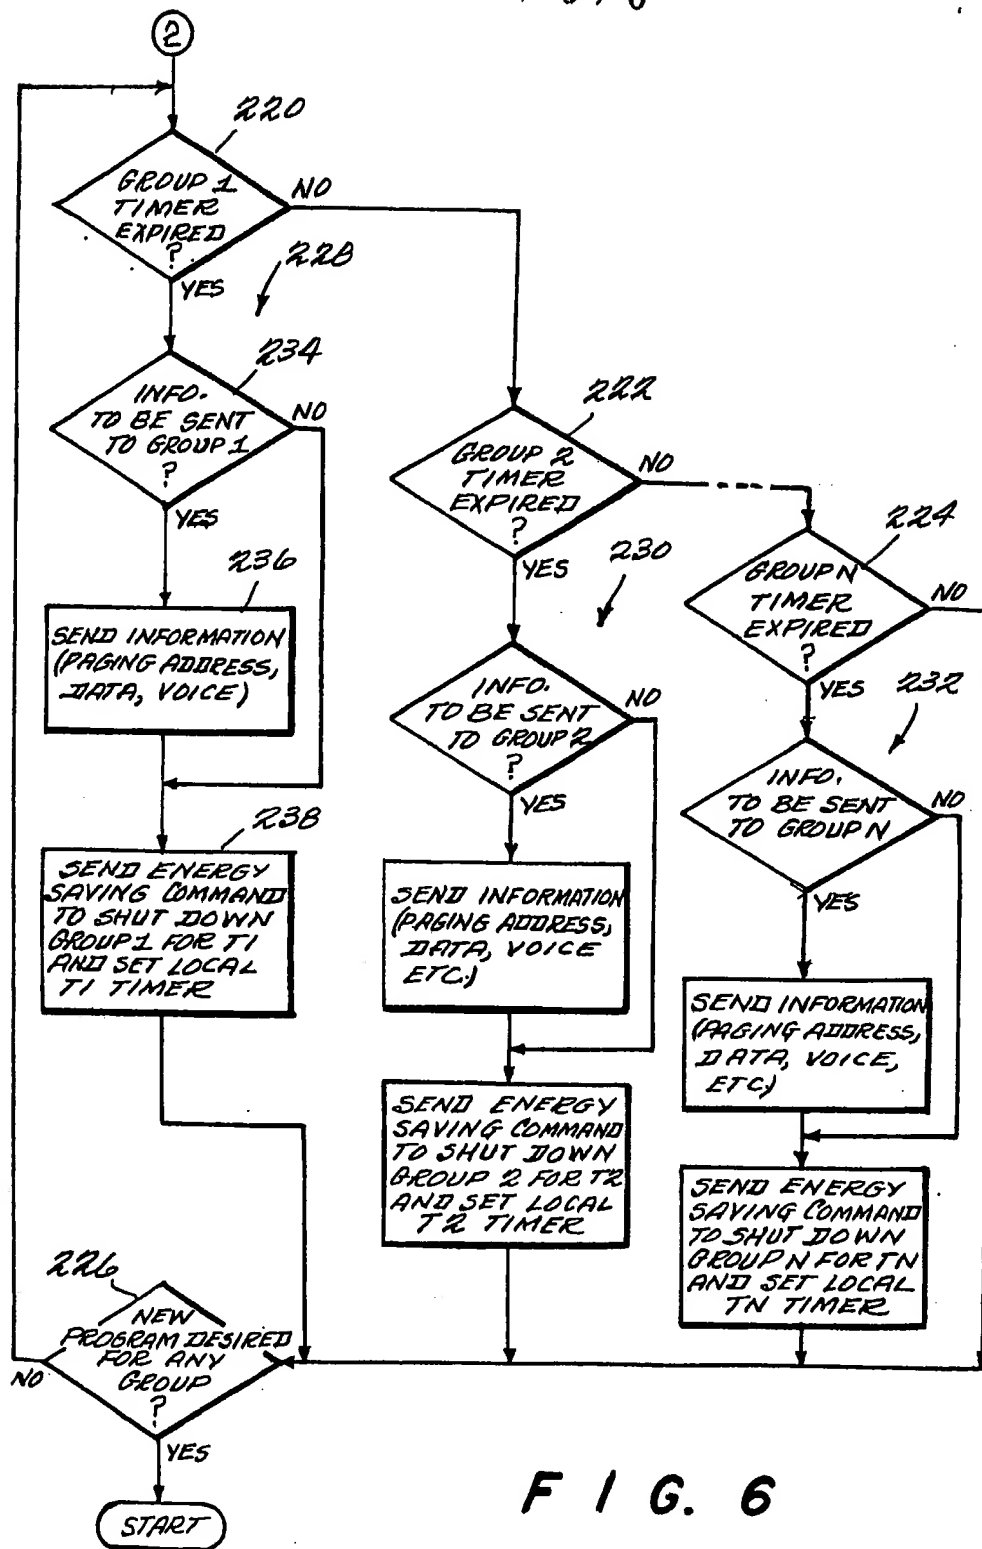 2
220
GROUP 1
TIMER
EXPIRED
?
NO
YES
228
234
INFO.
TO BE SENT
TO GROUP 1
?
NO
YES
236
SEND INFORMATION
(PAGING ADDRESS,
DATA, VOICE)
238
SEND ENERGY
SAVING COMMAND
TO SHUT DOWN
GROUP 1 FOR T1
AND SET LOCAL
T1 TIMER
222
GROUP 2
TIMER
EXPIRED
?
NO
YES
230
INFO.
TO BE SENT
TO GROUP 2
?
NO
YES
SEND INFORMATION
(PAGING ADDRESS,
DATA, VOICE
ETC.)
SEND ENERGY
SAVING COMMAND
TO SHUT DOWN
GROUP 2 FOR T2
AND SET LOCAL
T2 TIMER
224
GROUP N
TIMER
EXPIRED
?
NO
YES
232
INFO.
TO BE SENT
TO GROUP N
NO
YES
SEND INFORMATION
(PAGING ADDRESS,
DATA, VOICE,
ETC.)
SEND ENERGY
SAVING COMMAND
TO SHUT DOWN
GROUP N FOR TN
AND SET LOCAL
TN TIMER
226
NEW
PROGRAM DESIRED
FOR ANY
GROUP
?
NO
YES
START
FIG. 6